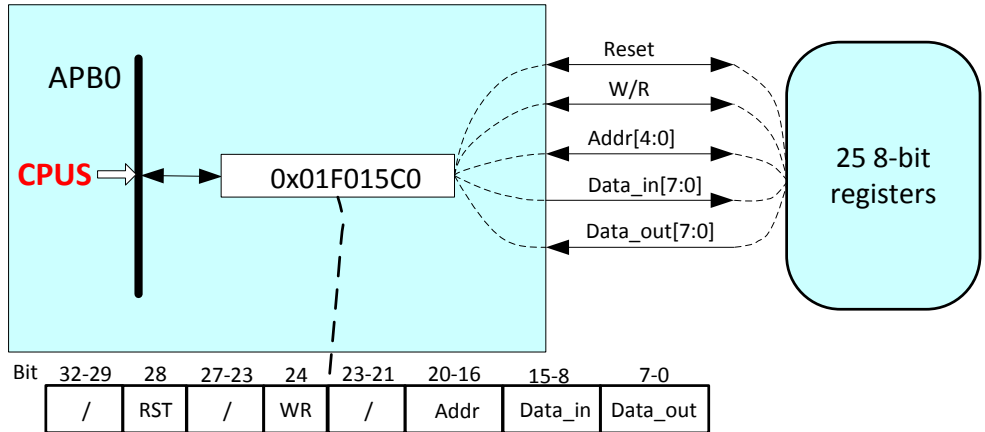 Reset
APB0
W/R
Addr[4:0]
CPUS
0x01F015C0
25 8-bit
registers
Data_in[7:0]
Data_out[7:0]
Bit 32-29 28 27-23 24 23-21 20-16 15-8 7-0
/ RST / WR / Addr Data_in Data_out